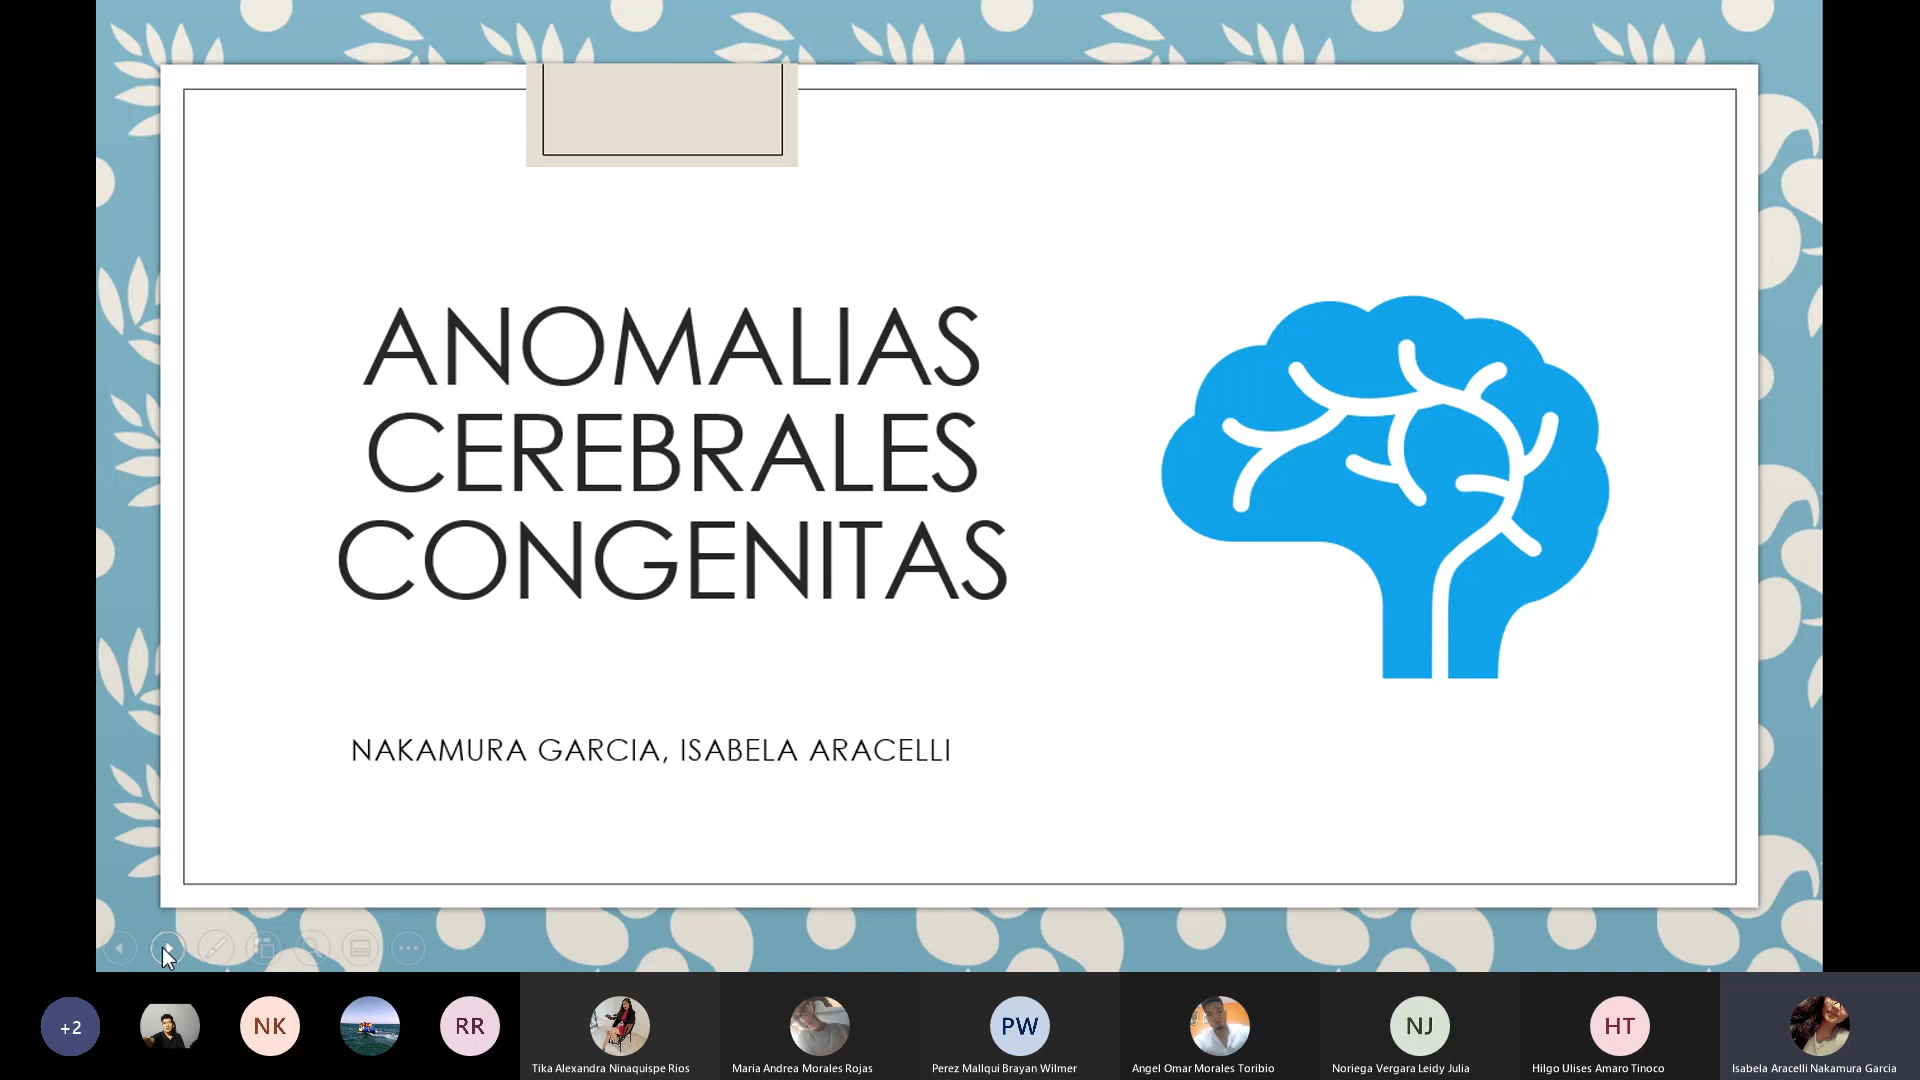 ANOMALIAS
CEREBRALES
CONGENITAS
NAKAMURA GARCIA, ISABELA ARACELLI
+2
NK
RR
PW
NJ
HT
Tika Alexandra Ninaquispe Rios
Maria Andrea Morales Rojas
Perez Mallqui Brayan Wilmer
Angel Omar Morales Toribio
Noriega Vergara Leidy Julia
Hilgo Ulises Amaro Tinoco
Isabela Aracelli Nakamura Garcia